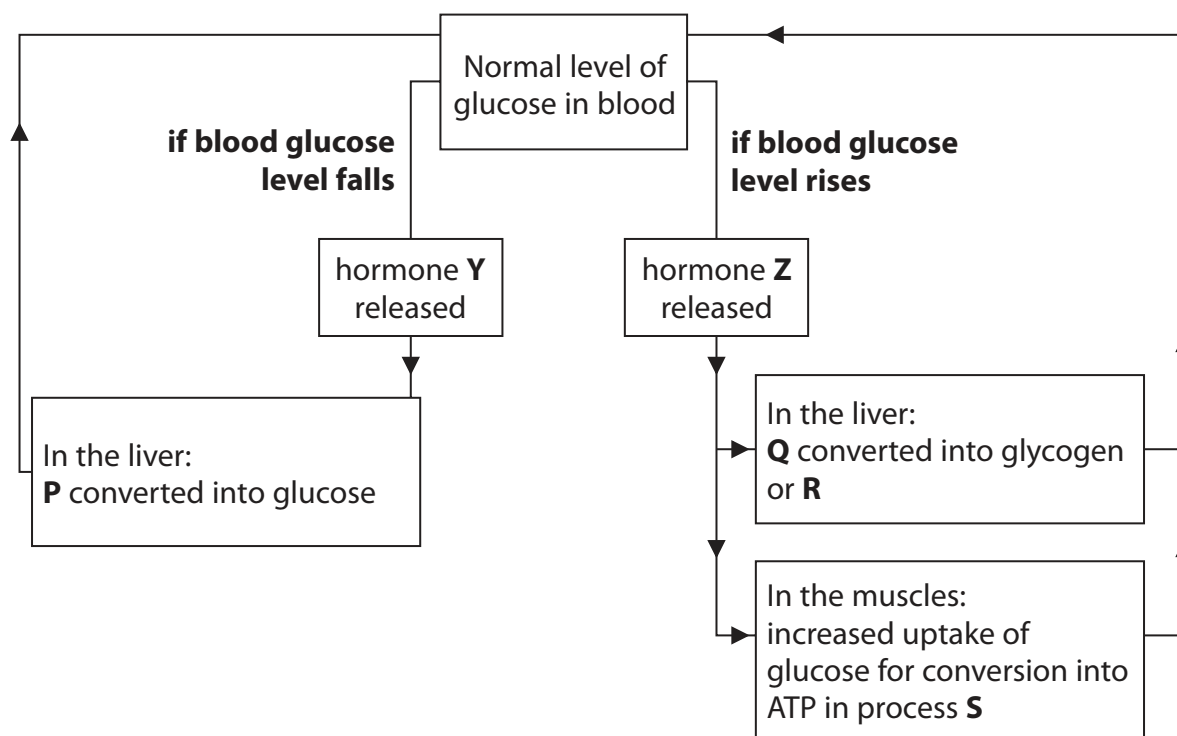 Normal level of
glucose in blood
if blood glucose
level falls
if blood glucose
level rises
hormone Y
released
hormone Z
released
In the liver:
P converted into glucose
In the liver:
Q converted into glycogen
or R
In the muscles:
increased uptake of
glucose for conversion into
ATP in process S